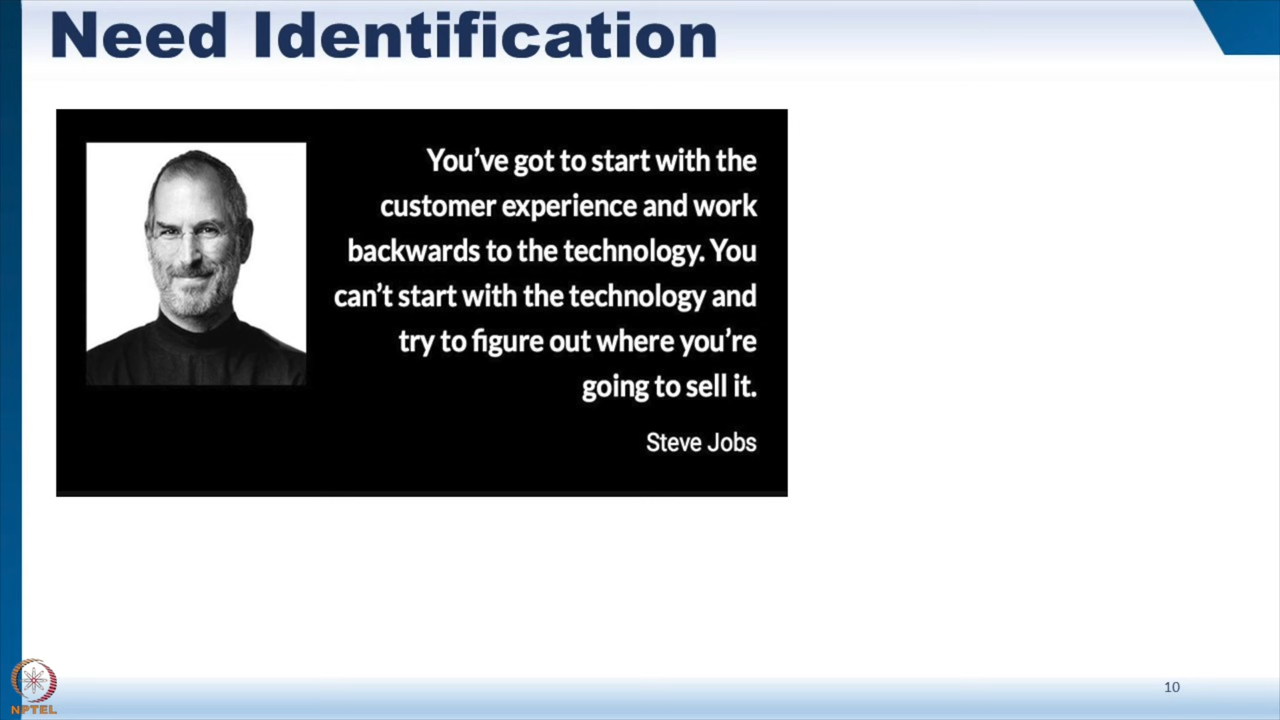 Need Identification
You've got to start with the
customer experience and work
backwards to the technology. You
can't start with the technology and
try to figure out where you're
going to sell it.
Steve Jobs
NPTEL
10